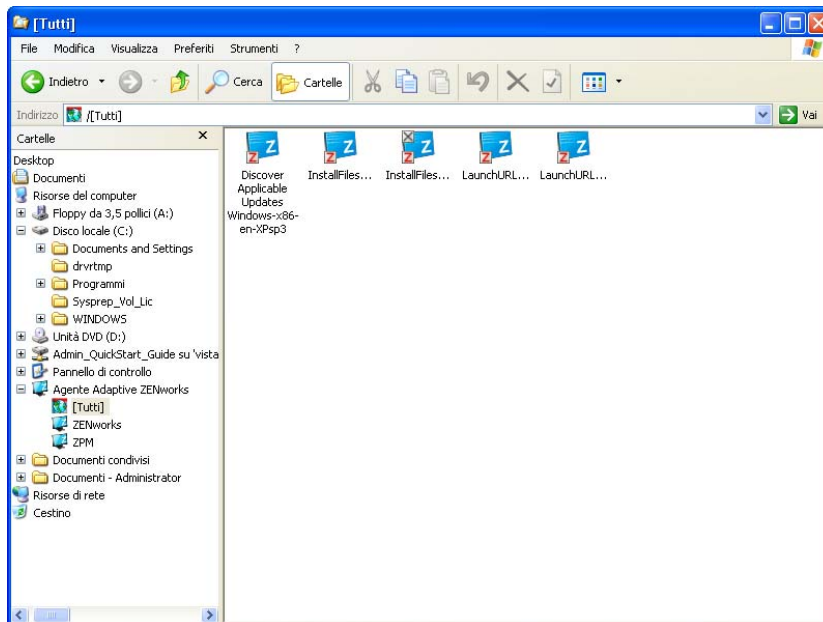 [Tutti]
File Modifica Visualizza Preferiti Strumenti ?
Indietro Cerca Cartelle
Indirizzo /[Tutti] Vai
Cartelle
Desktop
Documenti
Risorse del computer
Floppy da 3,5 pollici (A:)
Disco locale (C:)
Documents and Settings
drvrtmp
Programmi
Sysprep_Vol_Lic
WINDOWS
Unità DVD (D:)
Admin_QuickStart_Guide su 'vista
Pannello di controllo
Agente Adaptive ZENworks
[Tutti]
ZENworks
ZPM
Documenti condivisi
Documenti - Administrator
Risorse di rete
Cestino
Discover InstallFiles... InstallFiles... LaunchURL... LaunchURL...
Applicable
Updates
Windows-x86-
en-XPsp3